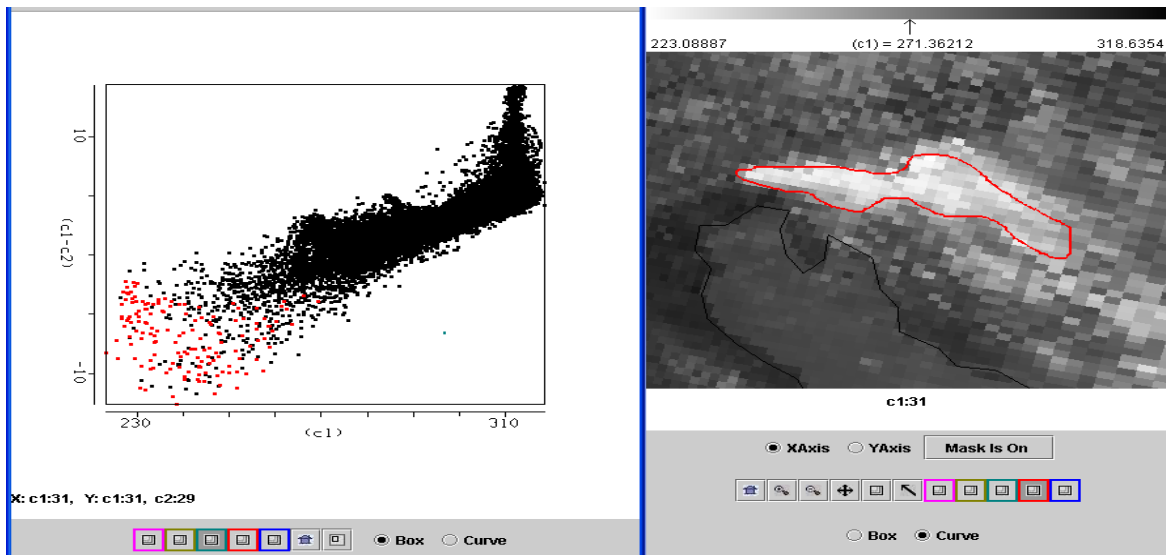 10
(c1-c2)
-10
230
310
(c1)
X: c1:31, Y: c1:31, c2:29
Box
Curve
223.08887
(c1) = 271.36212
318.6354
c1:31
XAxis
YAxis
Mask Is On
Box
Curve